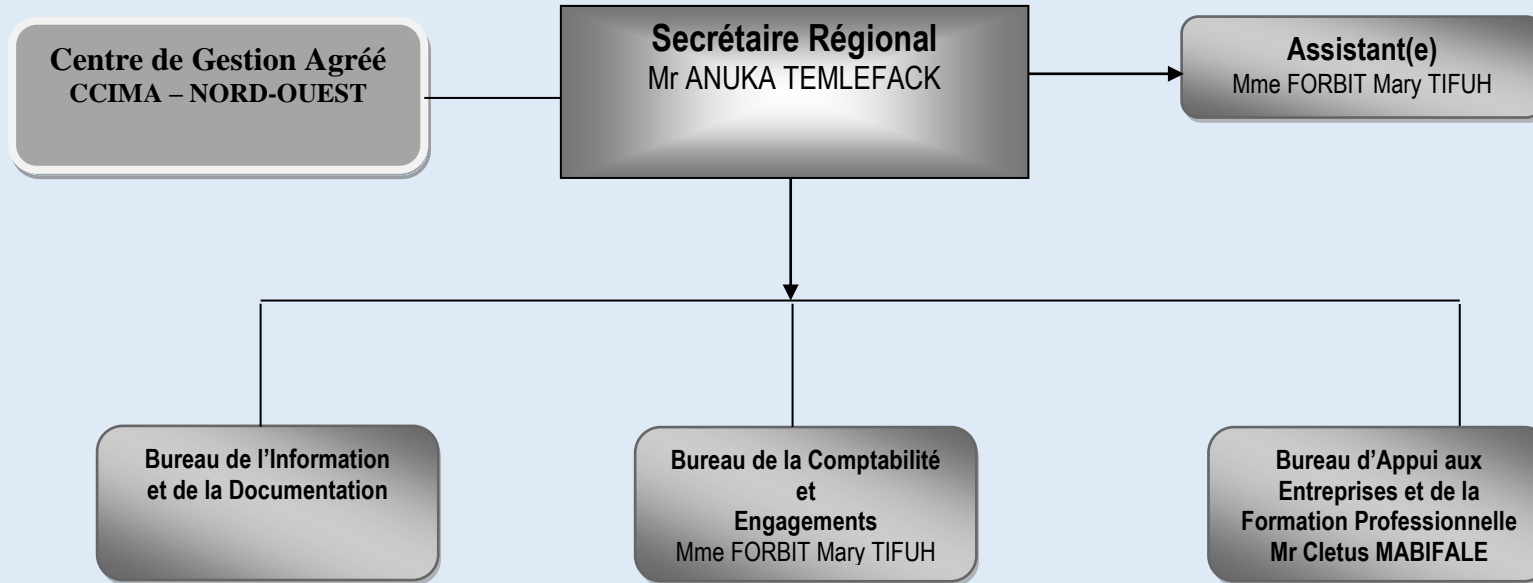 Centre de Gestion Agréé
CCIMA – NORD-OUEST
Secrétaire Régional
Mr ANUKA TEMLEFACK
Assistant(e)
Mme FORBIT Mary TIFUH
Bureau de l’Information
et de la Documentation
Bureau de la Comptabilité
et
Engagements
Mme FORBIT Mary TIFUH
Bureau d’Appui aux
Entreprises et de la
Formation Professionnelle
Mr Cletus MABIFALE